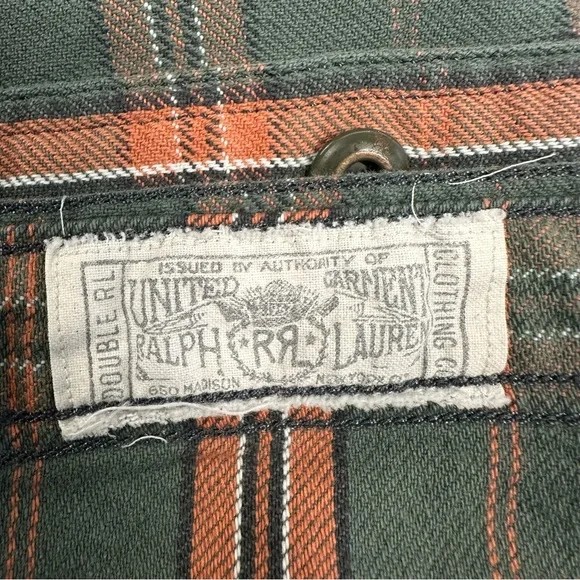 ISSUED BY AUTHORITY OF
UNITED GARMENT
RALPH RRL LAUREN
650 MADISON NEW YORK
DOUBLE RL
CLOTHING CO